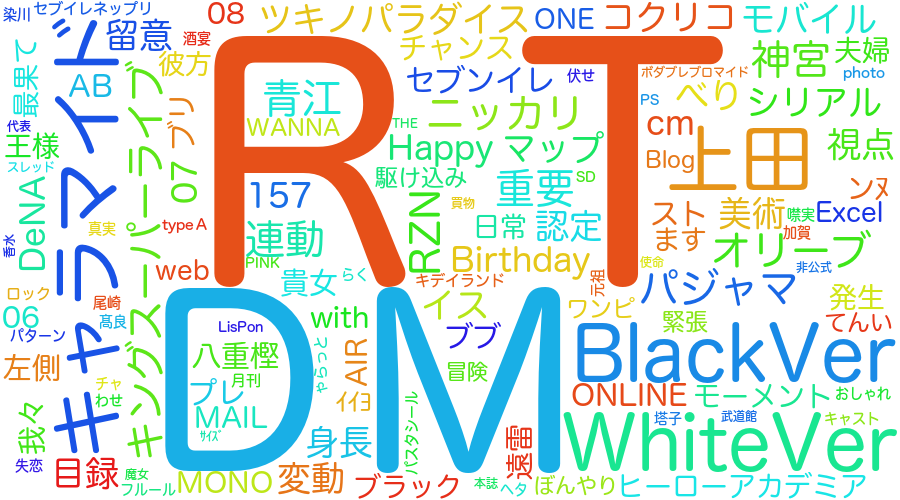 染川
セブイレネップリ
08
ツキノパラダイス
ONE
コクリコ
モバイル
最果て
キャラマイド
留意
酒宴
チャンス
セブンイレ
伏せ
ポダブレブロマイド
神宮
夫婦
photo
AB
彼方
RT
青江
WANNA
THE
ニッカリ
PS
べり
シリアル
代表
王様
スレッド
キングスーパーライブ
ブツ
07
157
Happy
マップ
cm
Blog
上田
視点
駆け込み
重要
SD
ンヌ
DeNA
真実
typeA
連動
RZN
買物
日常
認定
スト
ます
美術
噤実
Excel
加賀
オリーブ
香水
web
PINK
貴女
らく
Birthday
キデイランド
元祖
使命
非公式
パジャマ
ロック
尾崎
06
髙良
パターン
LisPon
with
イス
ワンピ
緊張
発生
てんい
DM
ブブ
BlackVer
左側
八重樫
月刊
ゃらっと
AIR
冒険
チャ
わせ
プレ
MAIL
ｻｲｽﾞ
ｲｲﾖ
ONLINE
モーメント
おしゃれ
我々
身長
パスタシール
塔子
武道館
キャスト
WhiteVer
失恋
目録
魔女
フルール
MONO
変動
ブラック
本誌
遠雷
ヘタ
ぼんやり
ヒーローアカデミア